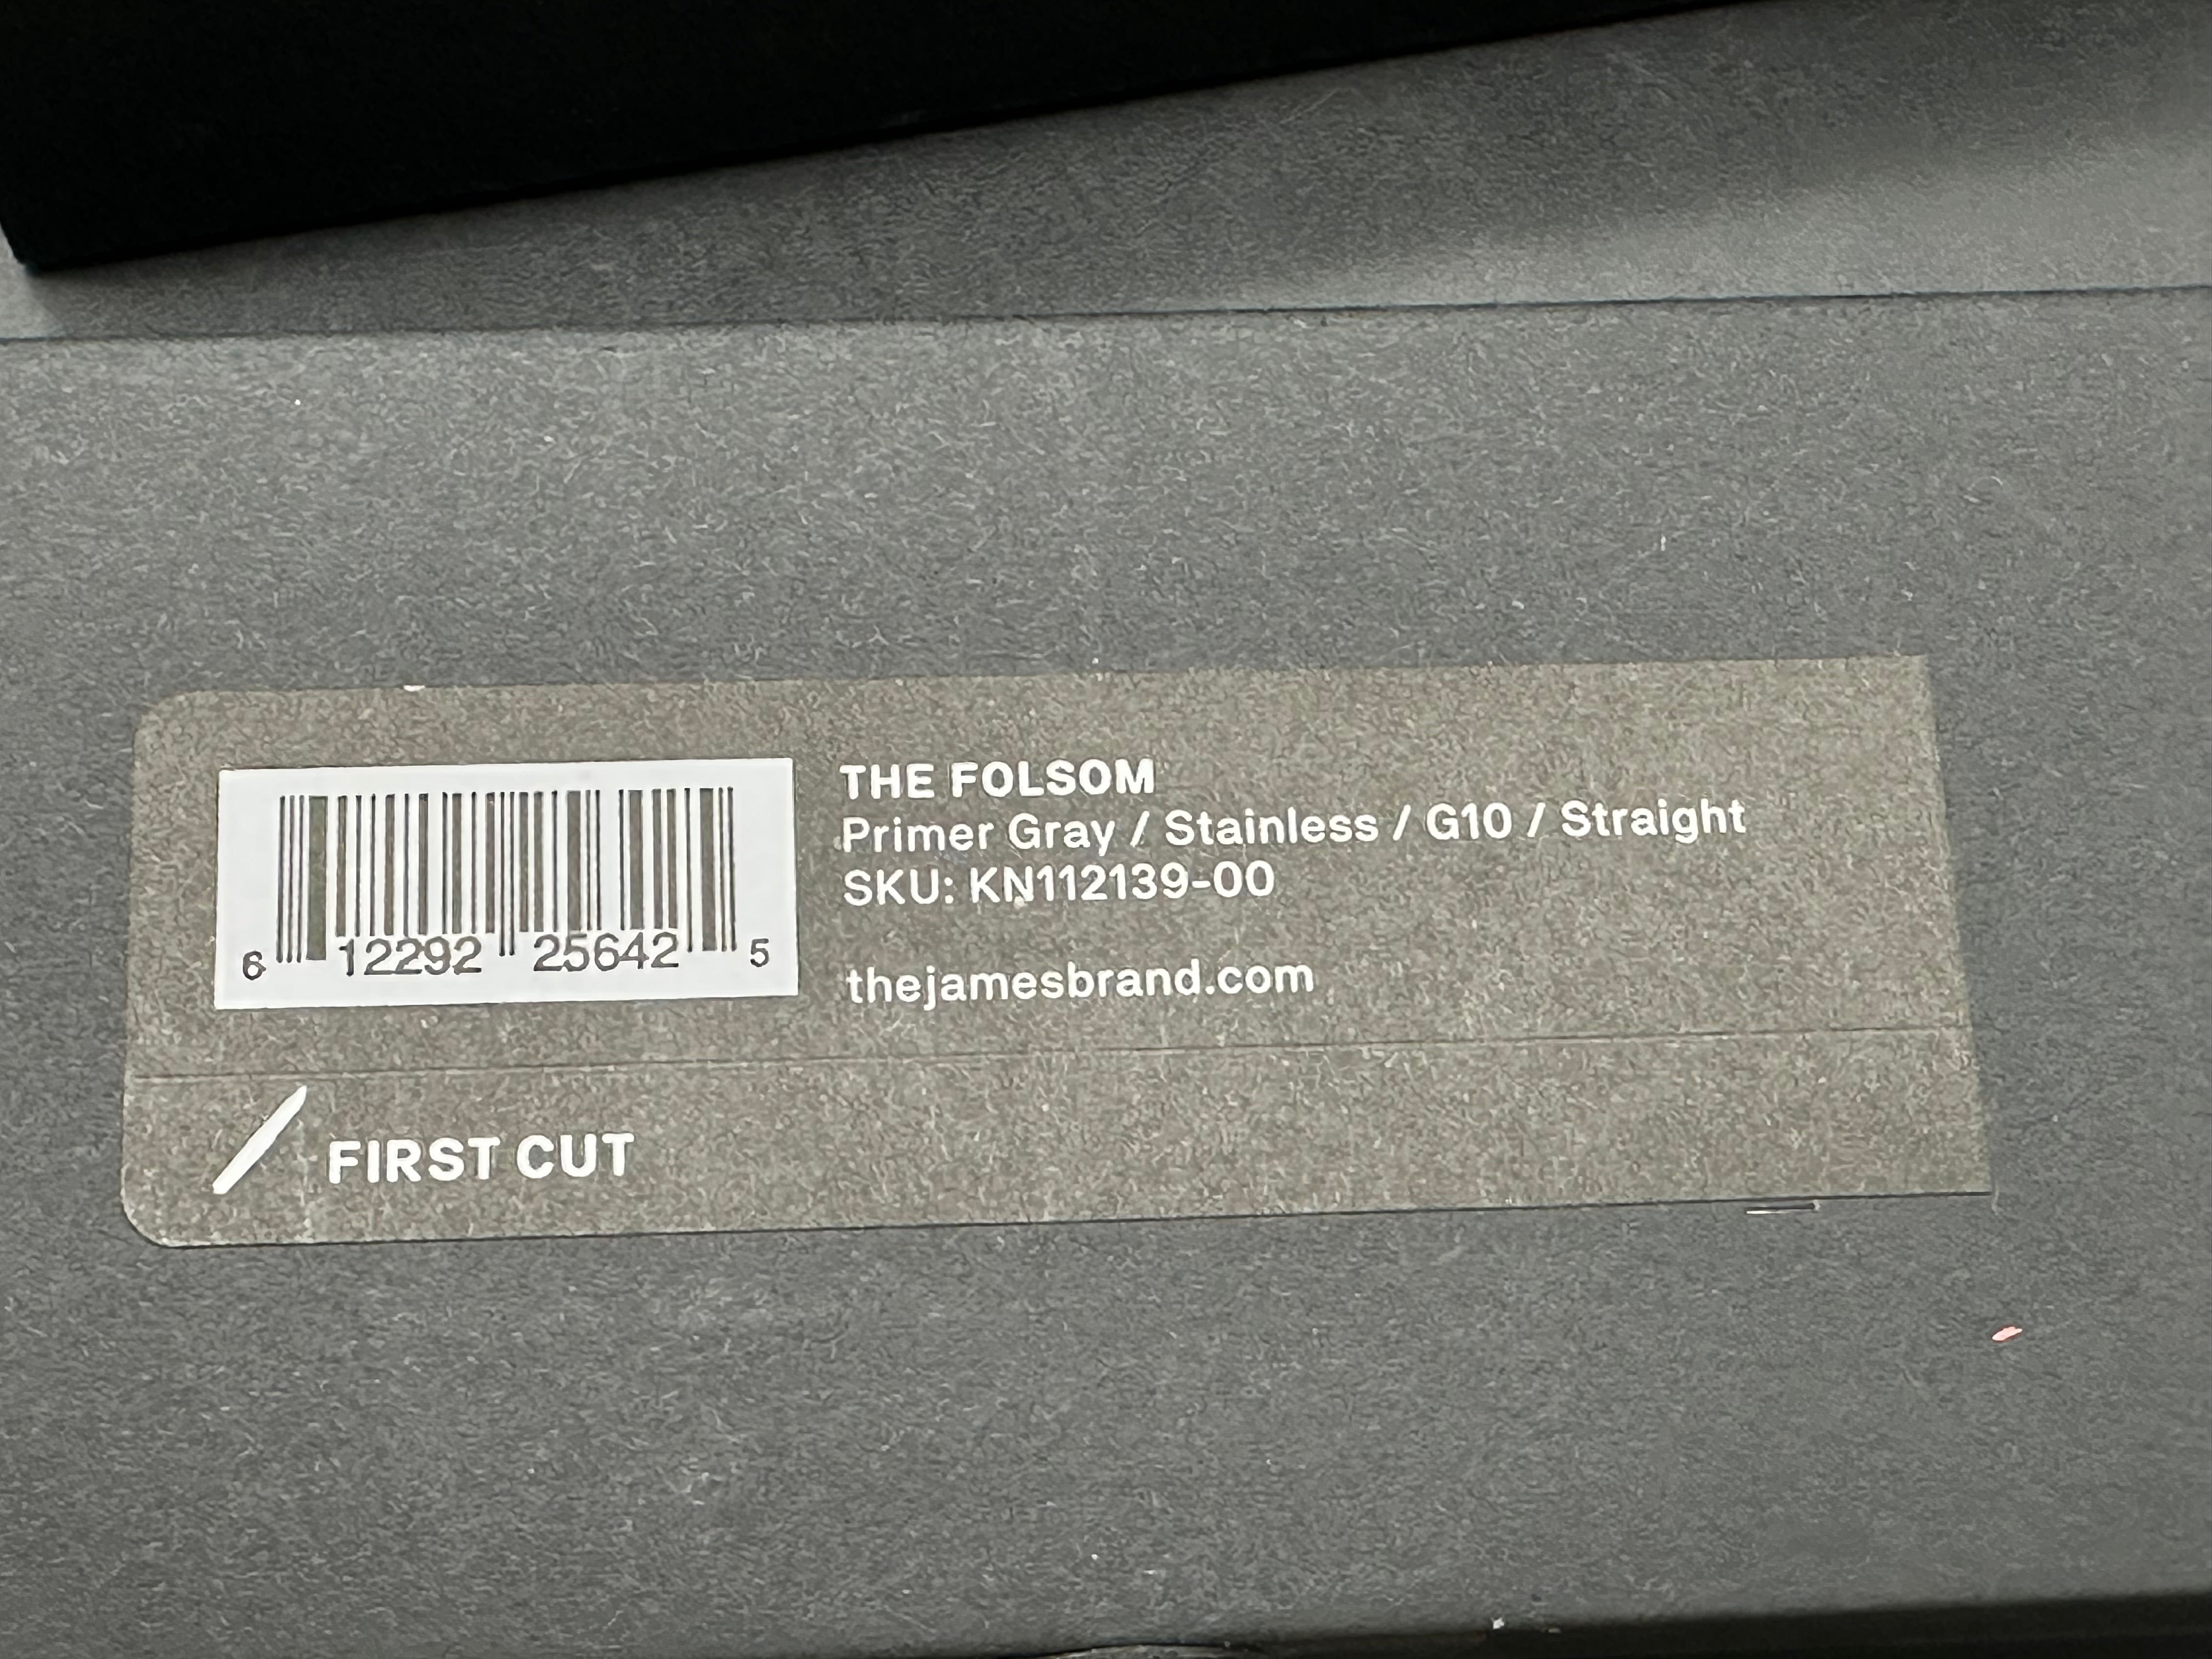 THE FOLSOM
Primer Gray / Stainless / G10 / Straight
SKU: KN112139-00
6 12292 25642 5
thejamesbrand.com
FIRST CUT